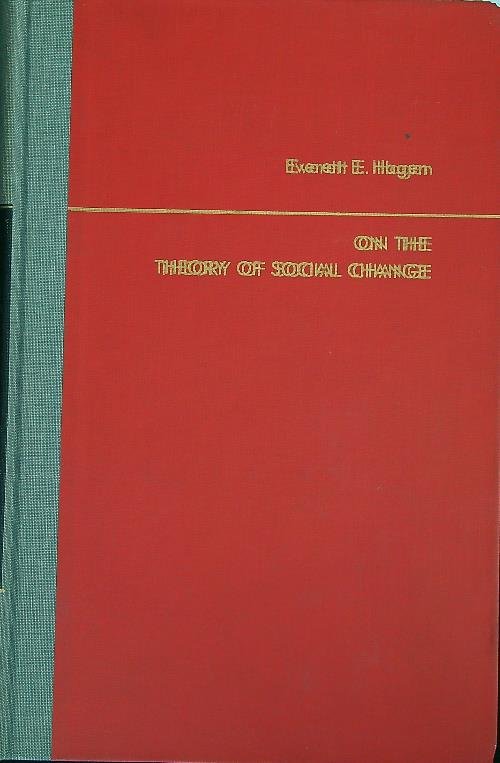 Everett E. Hagen
ON THE
THEORY OF SOCIAL CHANGE